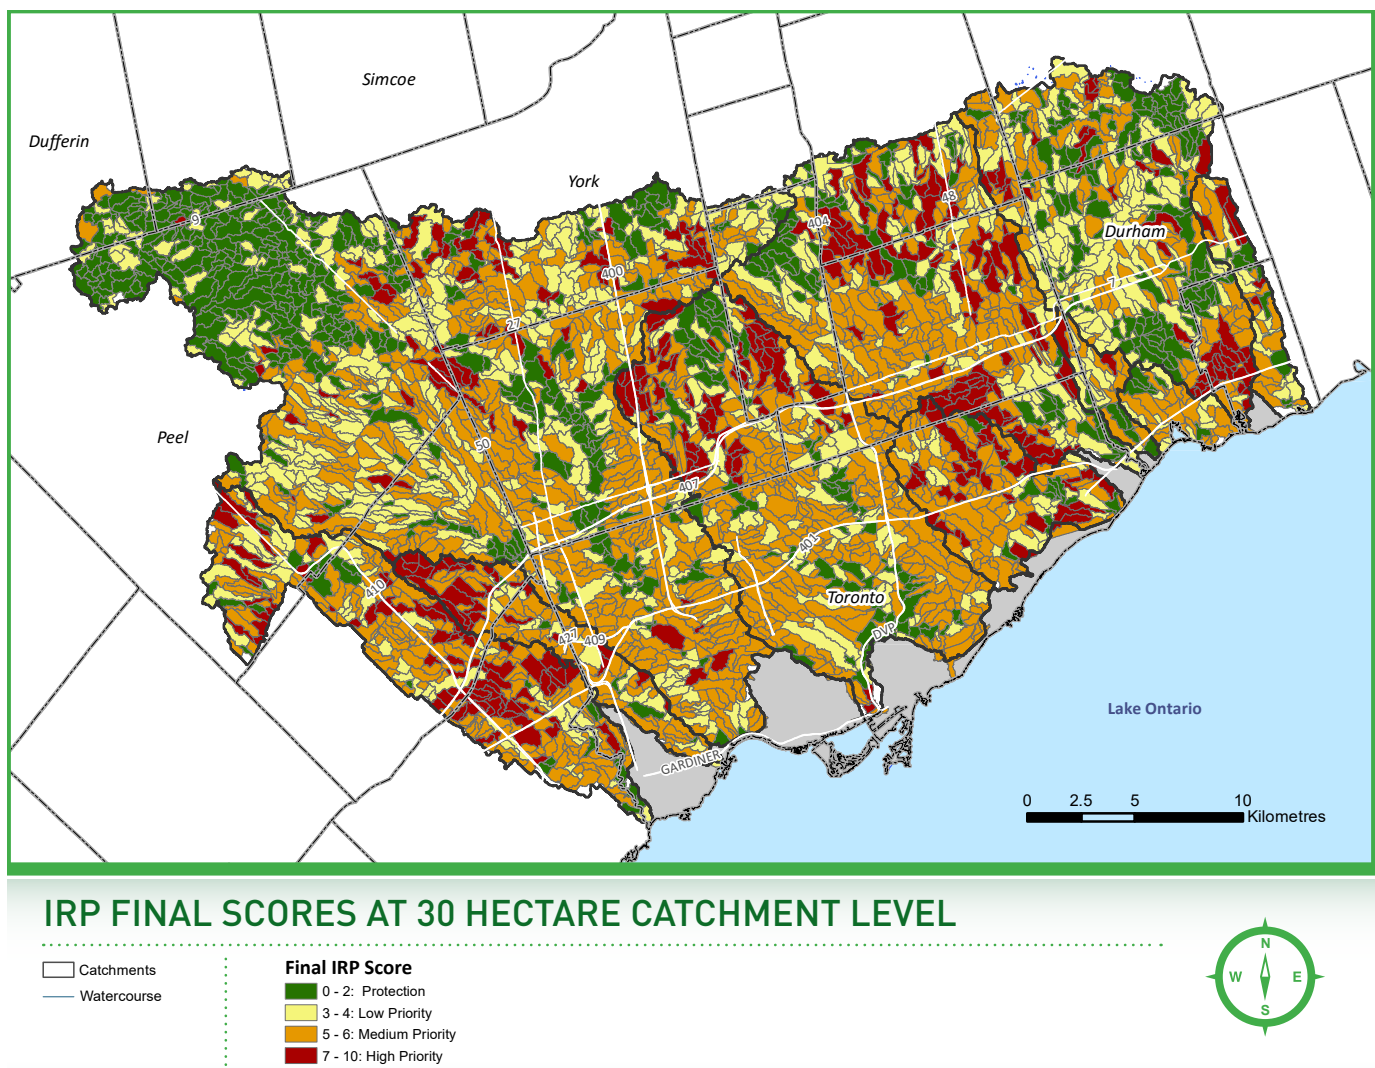 Simcoe
Dufferin
York
9
48
404
Durham
400
7
27
Peel
50
407
401
410
Toronto
427
409
DVP
Lake Ontario
GARDINER
0 2.5 5 10
Kilometres
IRP FINAL SCORES AT 30 HECTARE CATCHMENT LEVEL
Catchments
Watercourse
Final IRP Score
0 - 2: Protection
3 - 4: Low Priority
5 - 6: Medium Priority
7 - 10: High Priority
N
W E
S